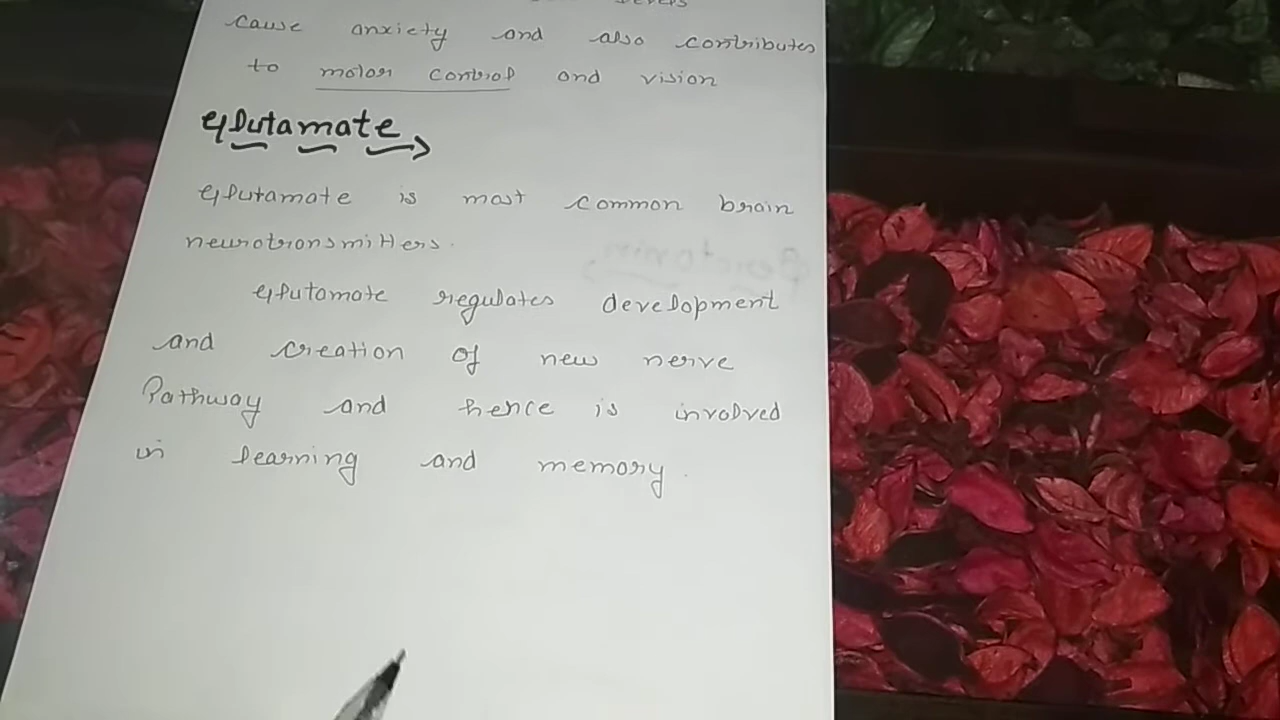 cause anxiety and also contributes
to motor control and vision
Glutamate
Glutamate is most common brain
neurotransmitters.
Glutamate regulates development
and creation of new nerve
Pathway and hence is involved
in learning and memory.